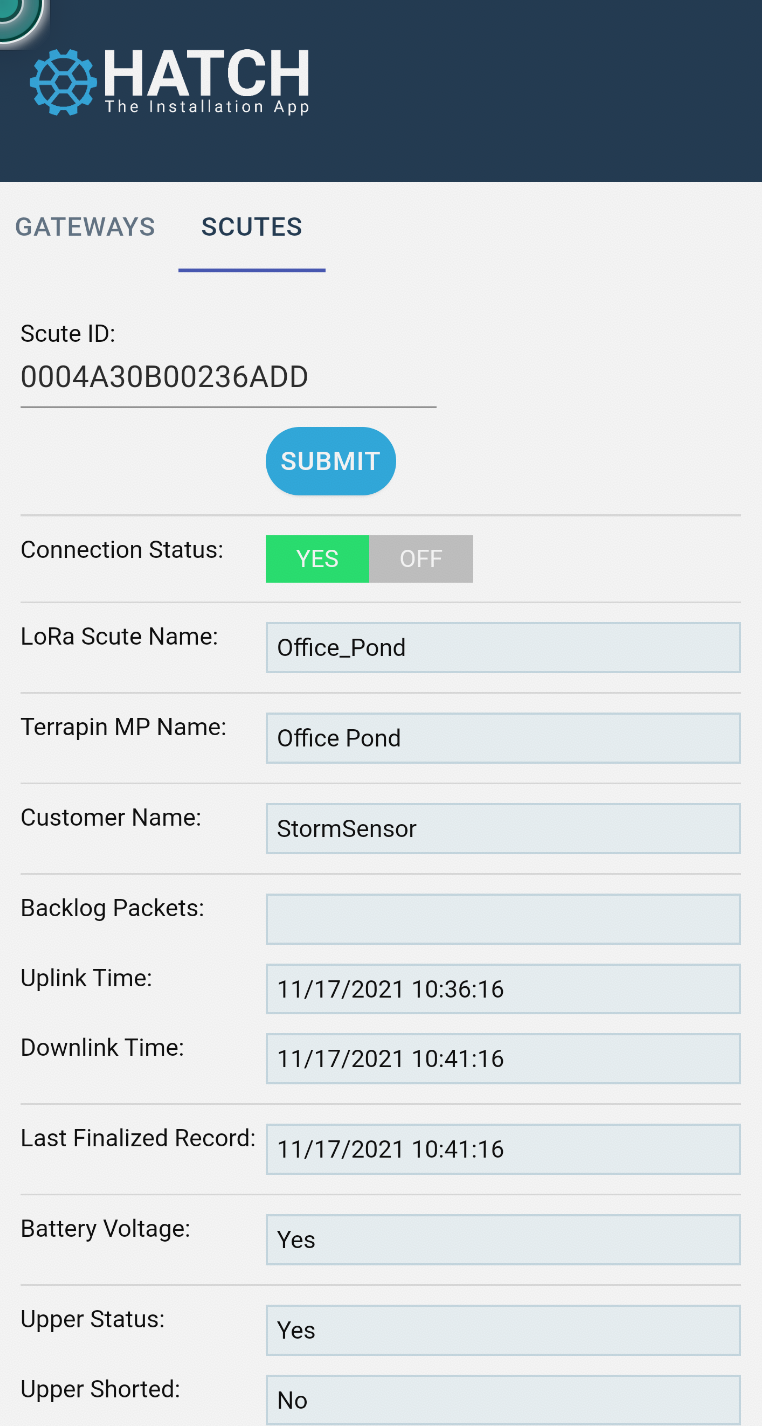 HATCH
The Installation App
GATEWAYS SCUTES
Scute ID:
0004A30B00236ADD
SUBMIT
Connection Status: YES OFF
LoRa Scute Name: Office_Pond
Terrapin MP Name: Office Pond
Customer Name: StormSensor
Backlog Packets:
Uplink Time: 11/17/2021 10:36:16
Downlink Time: 11/17/2021 10:41:16
Last Finalized Record: 11/17/2021 10:41:16
Battery Voltage: Yes
Upper Status: Yes
Upper Shorted: No